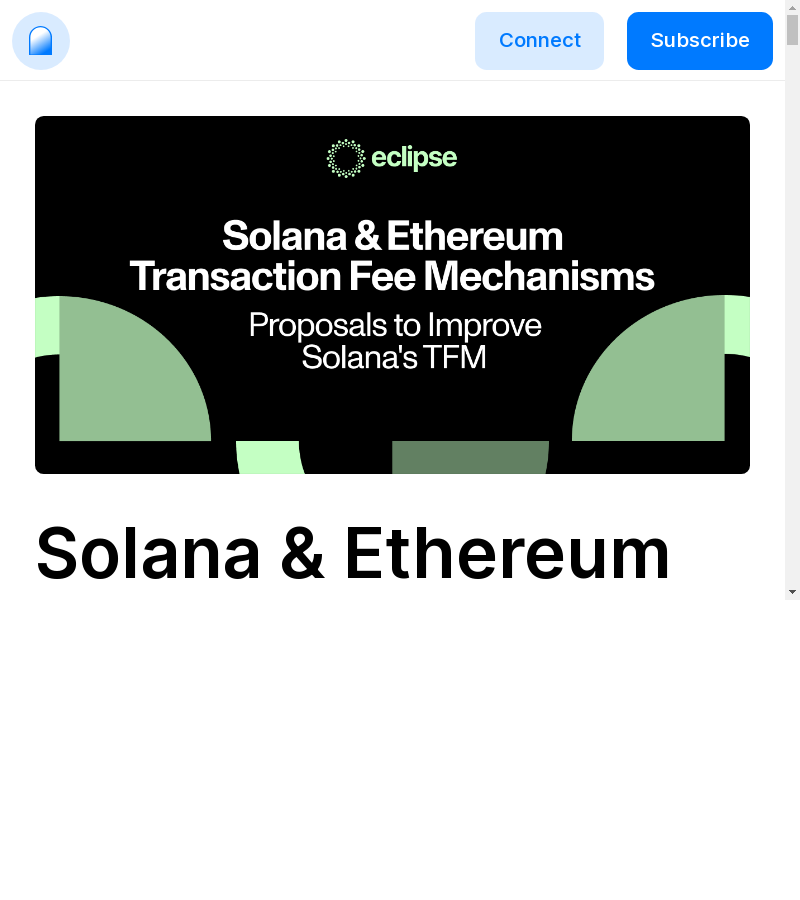 Connect
Subscribe
eclipse
Solana & Ethereum
Transaction Fee Mechanisms
Proposals to Improve
Solana's TFM
Solana & Ethereum